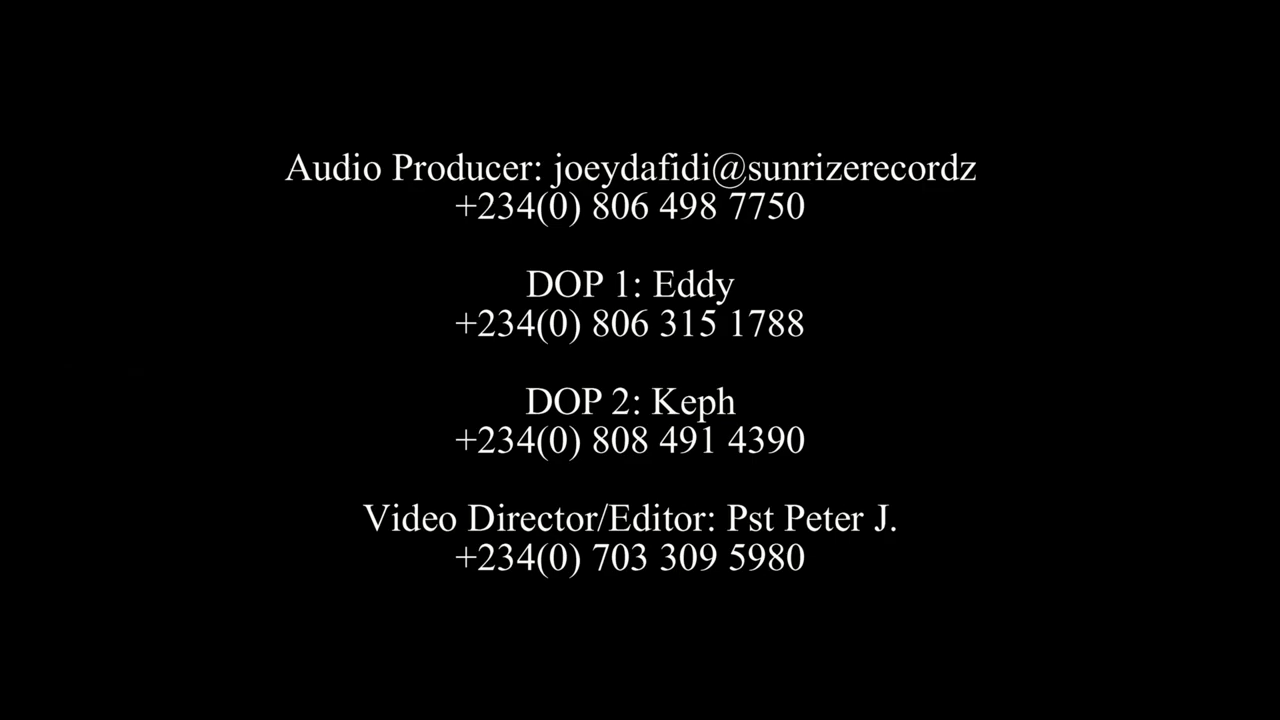 Audio Producer: joeydafidi@sunrizerecordz
+234(0) 806 498 7750
DOP 1: Eddy
+234(0) 806 315 1788
DOP 2: Keph
+234(0) 808 491 4390
Video Director/Editor: Pst Peter J.
+234(0) 703 309 5980